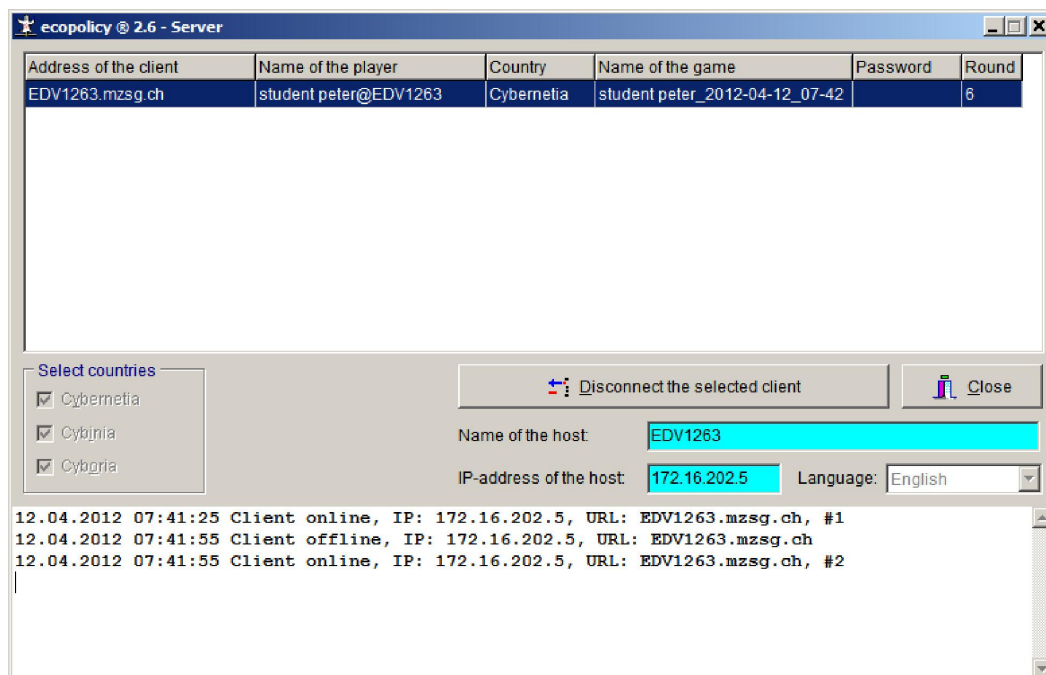 ecopolicy ® 2.6 - Server
Address of the client Name of the player Country Name of the game Password Round
EDV1263.mzsg.ch student peter@EDV1263 Cybernetia student peter_2012-04-12_07-42 6
Select countries
Cybernetia
Cybinia
Cyboria
Disconnect the selected client Close
Name of the host: EDV1263
IP-address of the host: 172.16.202.5 Language: English
12.04.2012 07:41:25 Client online, IP: 172.16.202.5, URL: EDV1263.mzsg.ch, #1
12.04.2012 07:41:55 Client offline, IP: 172.16.202.5, URL: EDV1263.mzsg.ch
12.04.2012 07:41:55 Client online, IP: 172.16.202.5, URL: EDV1263.mzsg.ch, #2